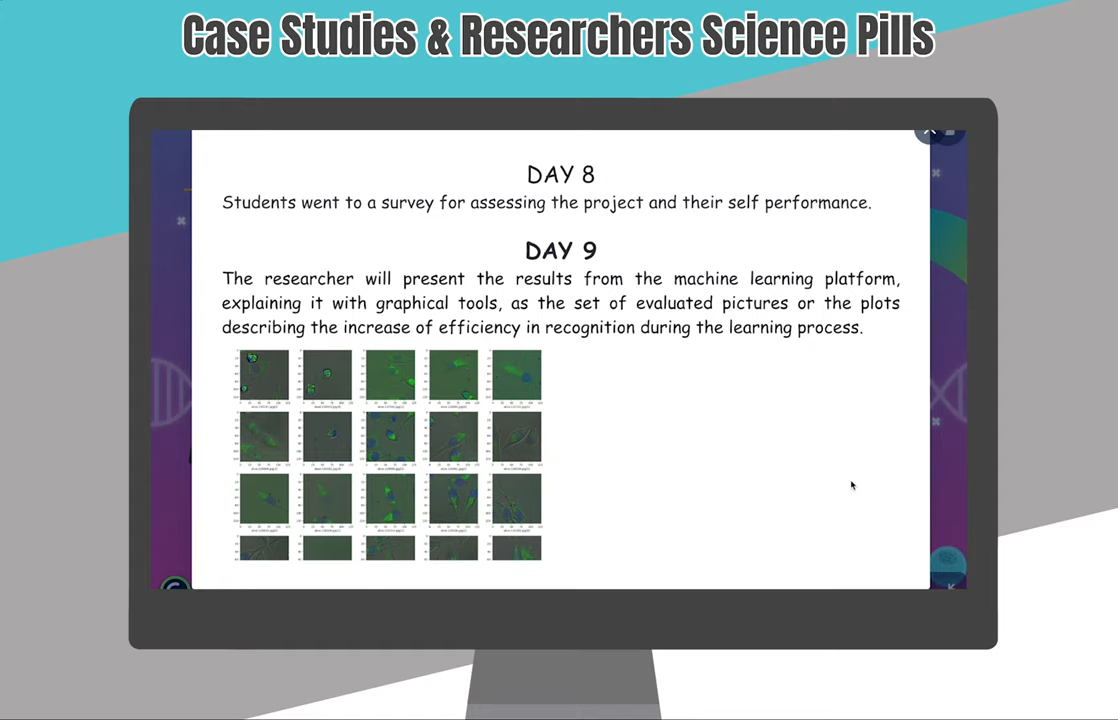 Case Studies & Researchers Science Pills
DAY 8
Students went to a survey for assessing the project and their self performance.
DAY 9
The researcher will present the results from the machine learning platform,
explaining it with graphical tools, as the set of evaluated pictures or the plots
describing the increase of efficiency in recognition during the learning process.